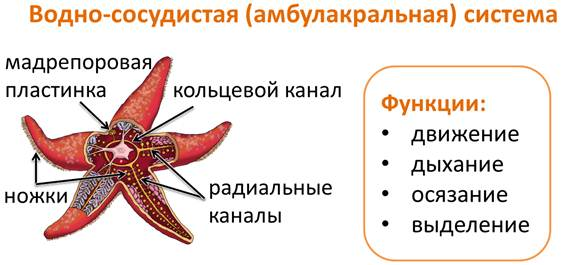 Водно-сосудистая (амбулакральная) система
мадрепоровая
пластинка
кольцевой канал
ножки
радиальные
каналы
Функции:
• движение
• дыхание
• осязание
• выделение